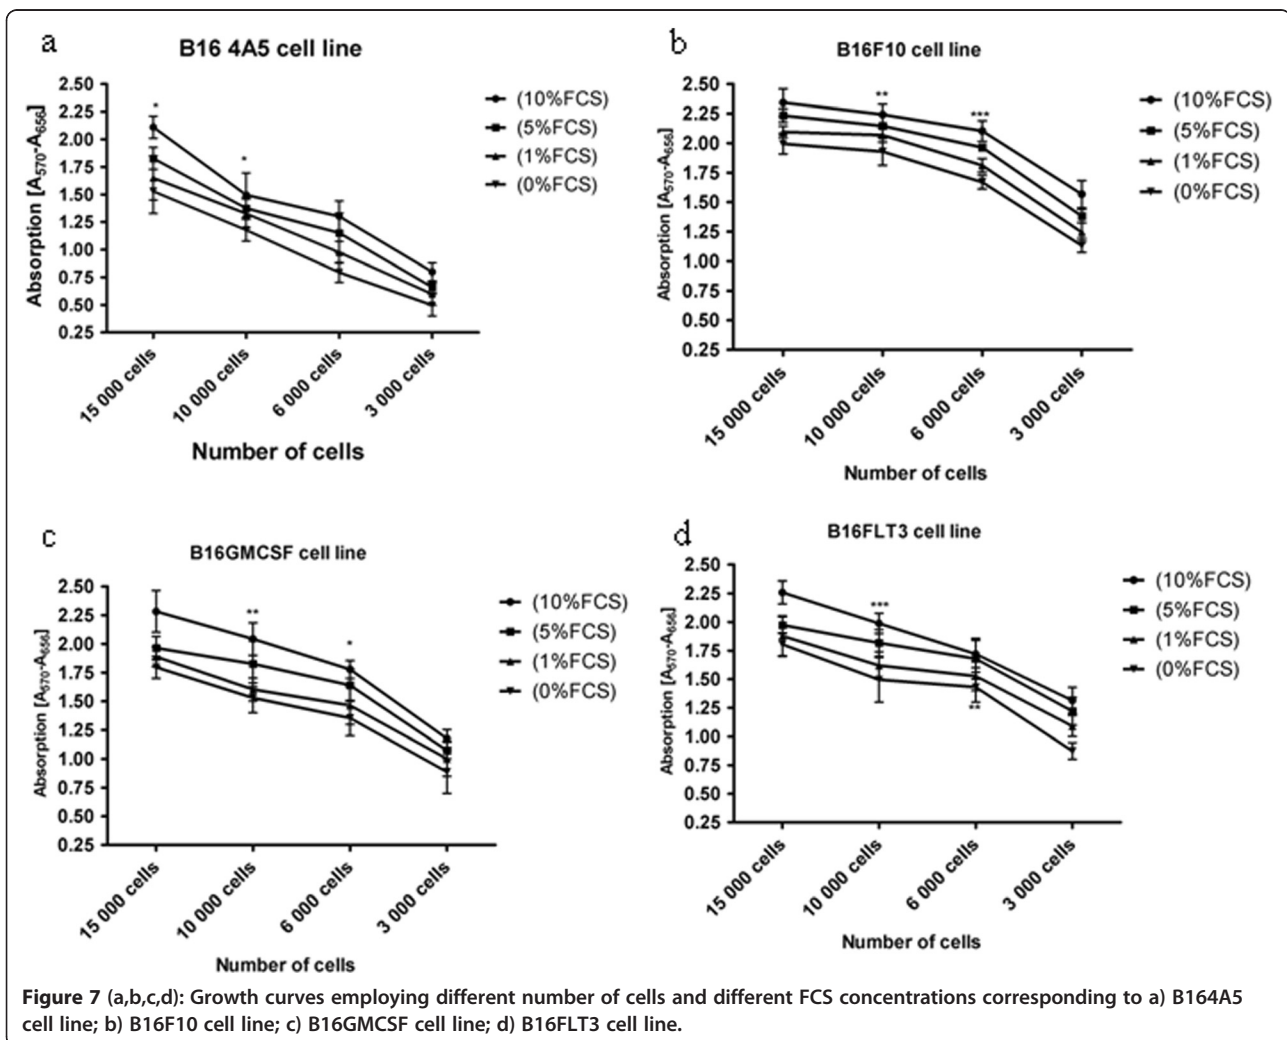 a
B16 4A5 cell line
Absorption [A570-A656]
2.50
2.25
2.00
1.75
1.50
1.25
1.00
0.75
0.50
0.25
*
*
(10%FCS)
(5%FCS)
(1%FCS)
(0%FCS)
15 000 cells
10 000 cells
6 000 cells
3 000 cells
Number of cells
b
B16F10 cell line
Absorption [A570-A656]
2.50
2.25
2.00
1.75
1.50
1.25
1.00
0.75
0.50
0.25
**
***
(10%FCS)
(5%FCS)
(1%FCS)
(0%FCS)
15 000 cells
10 000 cells
6 000 cells
3 000 cells
Number of cells
c
B16GMCSF cell line
Absorption [A570-A656]
2.50
2.25
2.00
1.75
1.50
1.25
1.00
0.75
0.50
0.25
**
*
(10%FCS)
(5%FCS)
(1%FCS)
(0%FCS)
15 000 cells
10 000 cells
6 000 cells
3 000 cells
Number of cells
d
B16FLT3 cell line
Absorption [A570-A656]
2.50
2.25
2.00
1.75
1.50
1.25
1.00
0.75
0.50
0.25
***
**
(10%FCS)
(5%FCS)
(1%FCS)
(0%FCS)
15 000 cells
10 000 cells
6 000 cells
3 000 cells
Number of cells
Figure 7 (a,b,c,d): Growth curves employing different number of cells and different FCS concentrations corresponding to a) B164A5
cell line; b) B16F10 cell line; c) B16GMCSF cell line; d) B16FLT3 cell line.